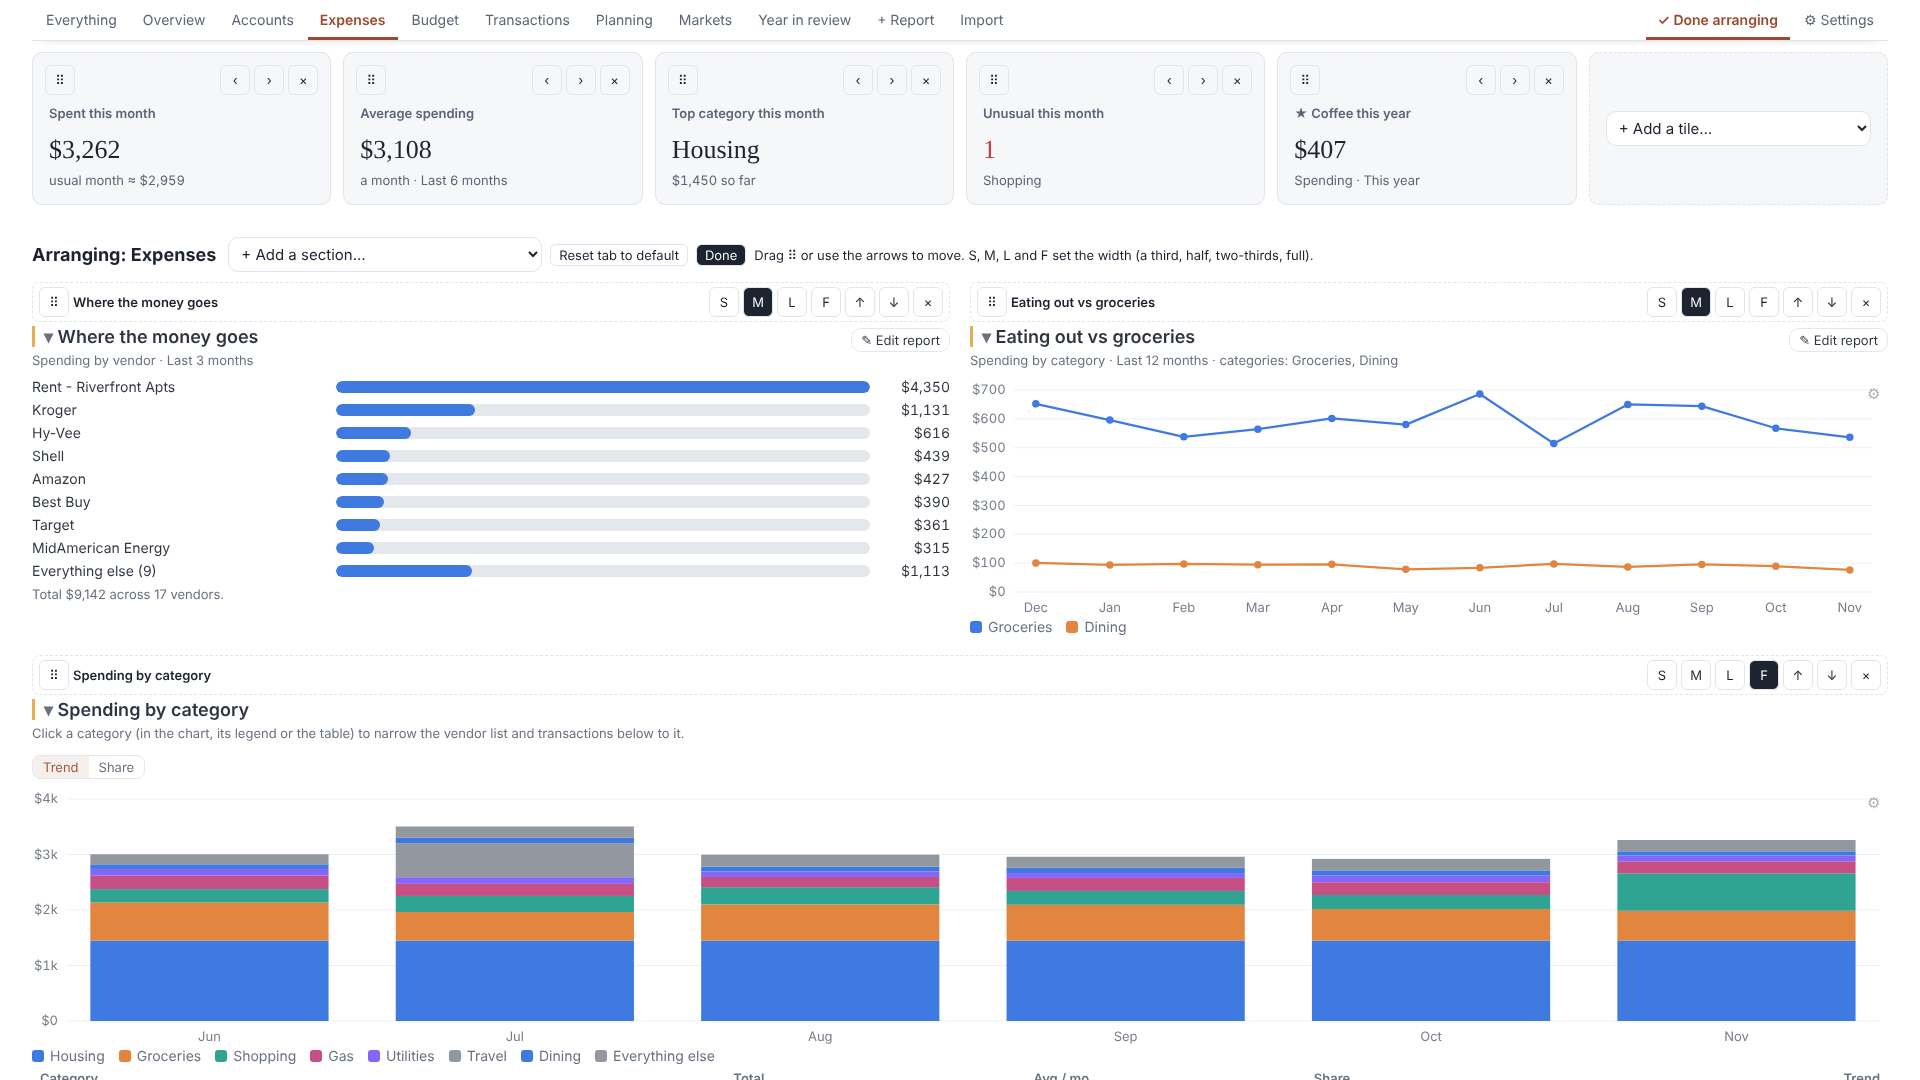 Everything Overview Accounts Expenses Budget Transactions Planning Markets Year in review + Report Import ✓ Done arranging ⚙ Settings
⠿ ‹ › × ⠿ ‹ › × ⠿ ‹ › × ⠿ ‹ › × ⠿ ‹ › ×
Spent this month Average spending Top category this month Unusual this month ★ Coffee this year
+ Add a tile...
$3,262 $3,108 Housing 1 $407
usual month ≈ $2,959 a month · Last 6 months $1,450 so far Shopping Spending · This year
Arranging: Expenses + Add a section... Reset tab to default Done Drag ⠿ or use the arrows to move. S, M, L and F set the width (a third, half, two-thirds, full).
⠿ Where the money goes S M L F ↑ ↓ ×
▾ Where the money goes ✎ Edit report
Spending by vendor · Last 3 months
Rent - Riverfront Apts $4,350
Kroger $1,131
Hy-Vee $616
Shell $439
Amazon $427
Best Buy $390
Target $361
MidAmerican Energy $315
Everything else (9) $1,113
Total $9,142 across 17 vendors.
⠿ Eating out vs groceries S M L F ↑ ↓ ×
▾ Eating out vs groceries ✎ Edit report
Spending by category · Last 12 months · categories: Groceries, Dining
$700 ⚙
$600
$500
$400
$300
$200
$100
$0
Dec Jan Feb Mar Apr May Jun Jul Aug Sep Oct Nov
Groceries Dining
⠿ Spending by category S M L F ↑ ↓ ×
▾ Spending by category
Click a category (in the chart, its legend or the table) to narrow the vendor list and transactions below to it.
Trend Share
$4k ⚙
$3k
$2k
$1k
$0
Jun Jul Aug Sep Oct Nov
Housing Groceries Shopping Gas Utilities Travel Dining Everything else
Category Total Avg / mo Share Trend